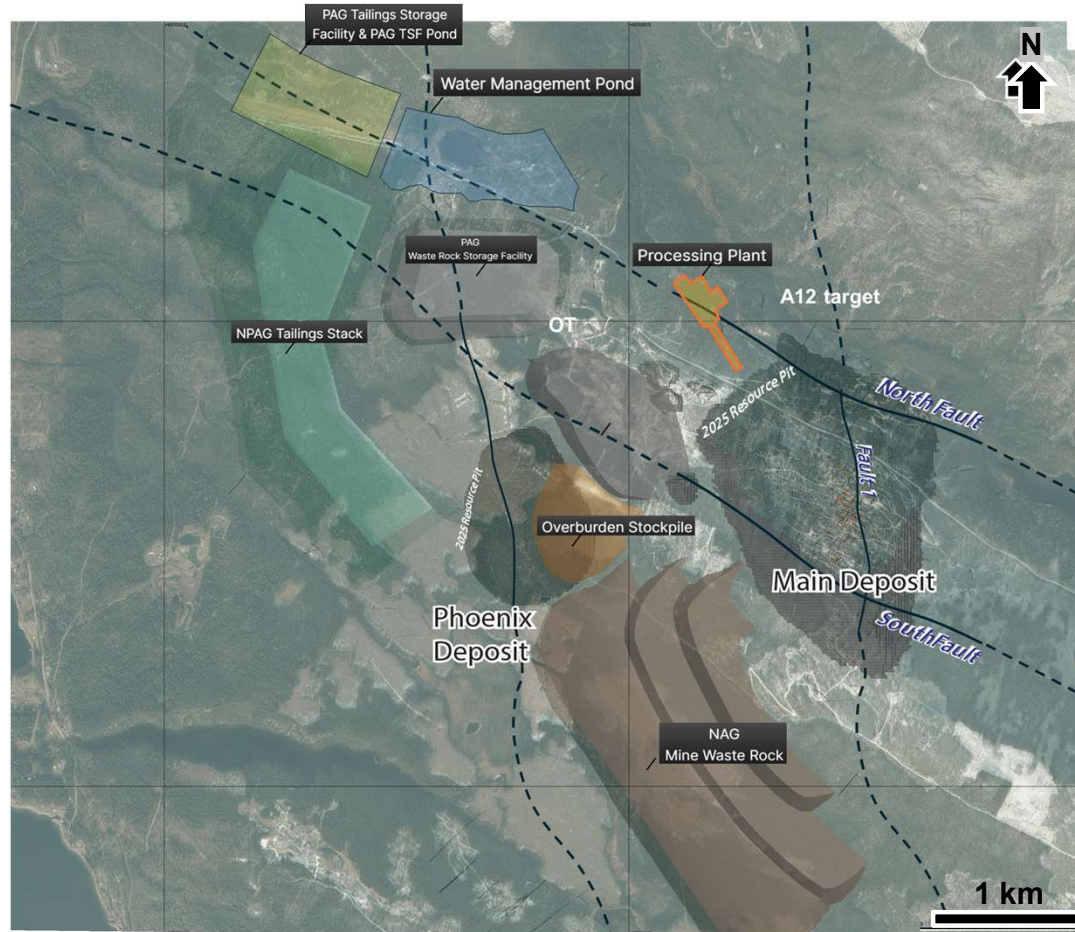 PAG Tailings Storage
Facility & PAG TSF Pond
N
Water Management Pond
PAG
Waste Rock Storage Facility
Processing Plant
A12 target
OT
NPAG Tailings Stack
2025 Resource Pit
North Fault
Fault 1
2025 Resource Pit
Overburden Stockpile
Main Deposit
Phoenix
Deposit
SouthFault
NAG
Mine Waste Rock
1 km